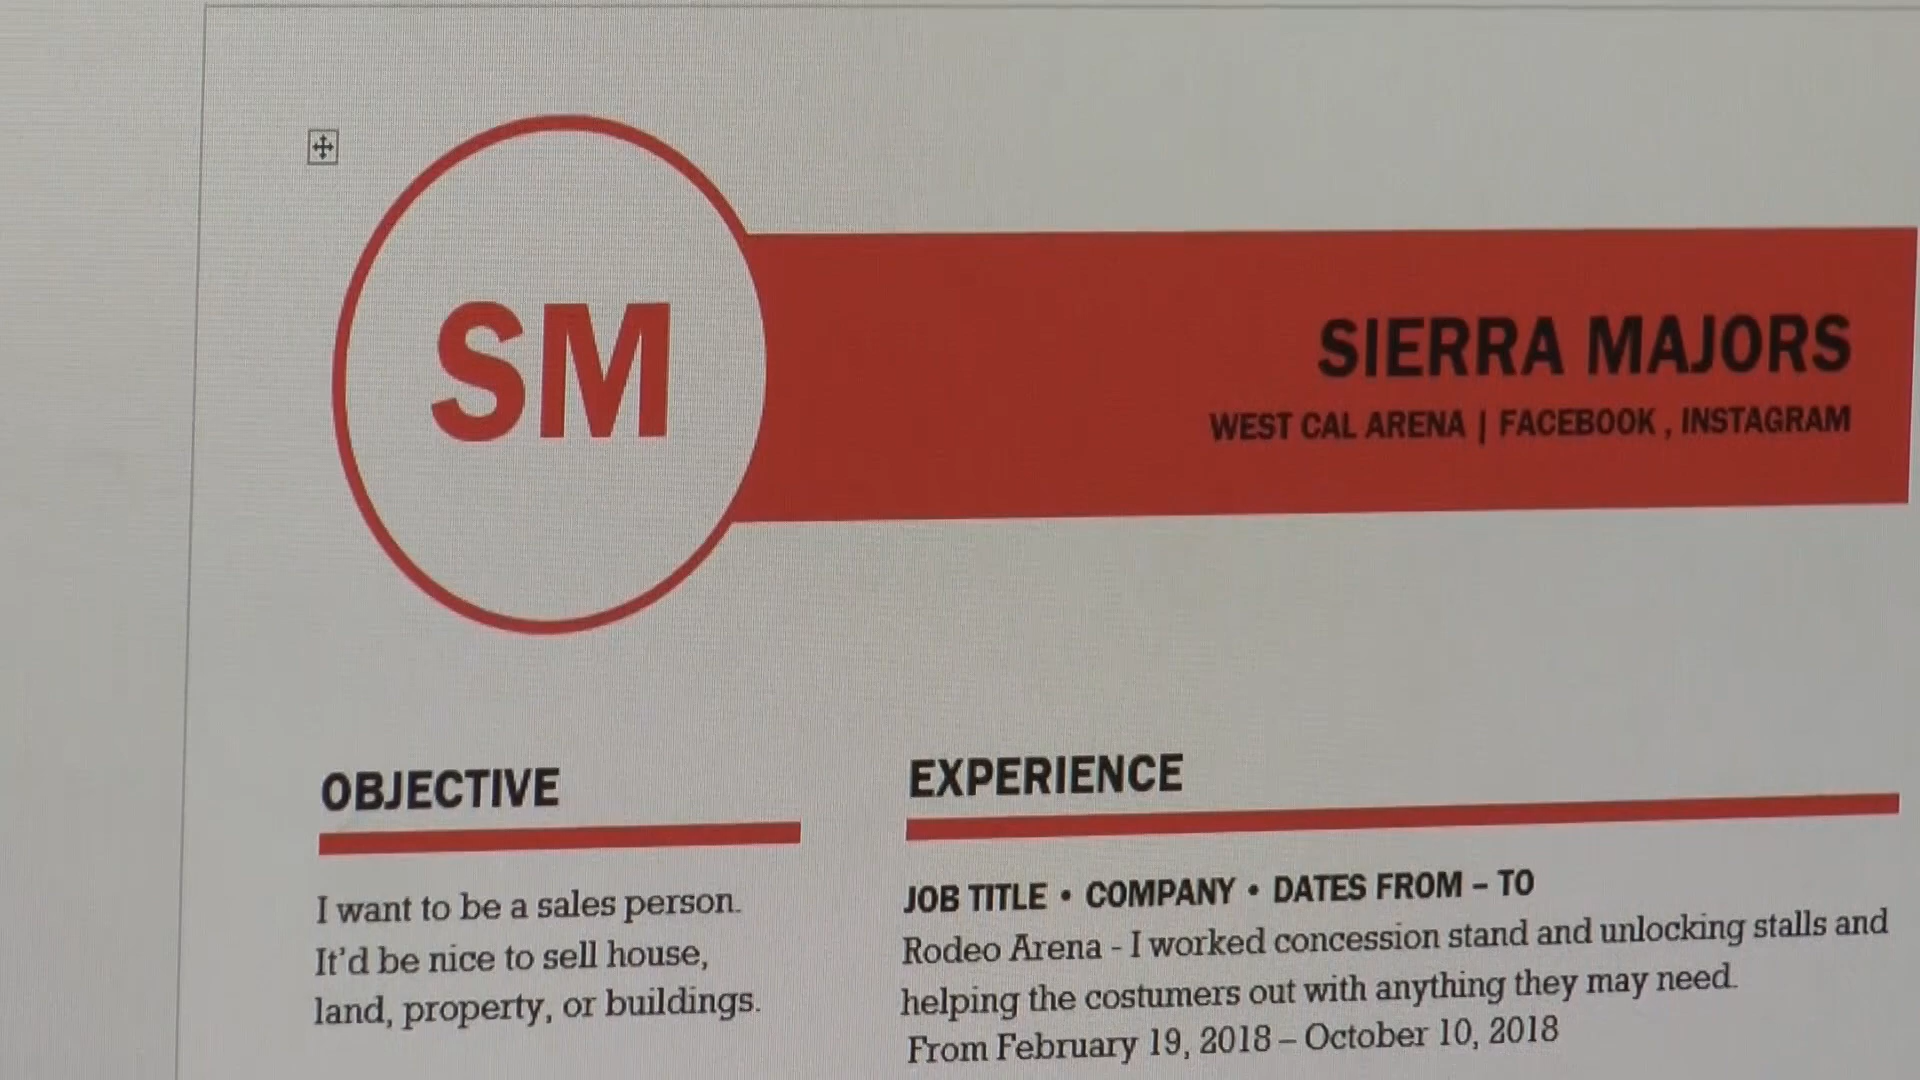 SM
SIERRA MAJORS
WEST CAL ARENA | FACEBOOK , INSTAGRAM
OBJECTIVE
I want to be a sales person.
It'd be nice to sell house,
land, property, or buildings.
EXPERIENCE
JOB TITLE • COMPANY • DATES FROM – TO
Rodeo Arena - I worked concession stand and unlocking stalls and
helping the costumers out with anything they may need.
From February 19, 2018 – October 10, 2018